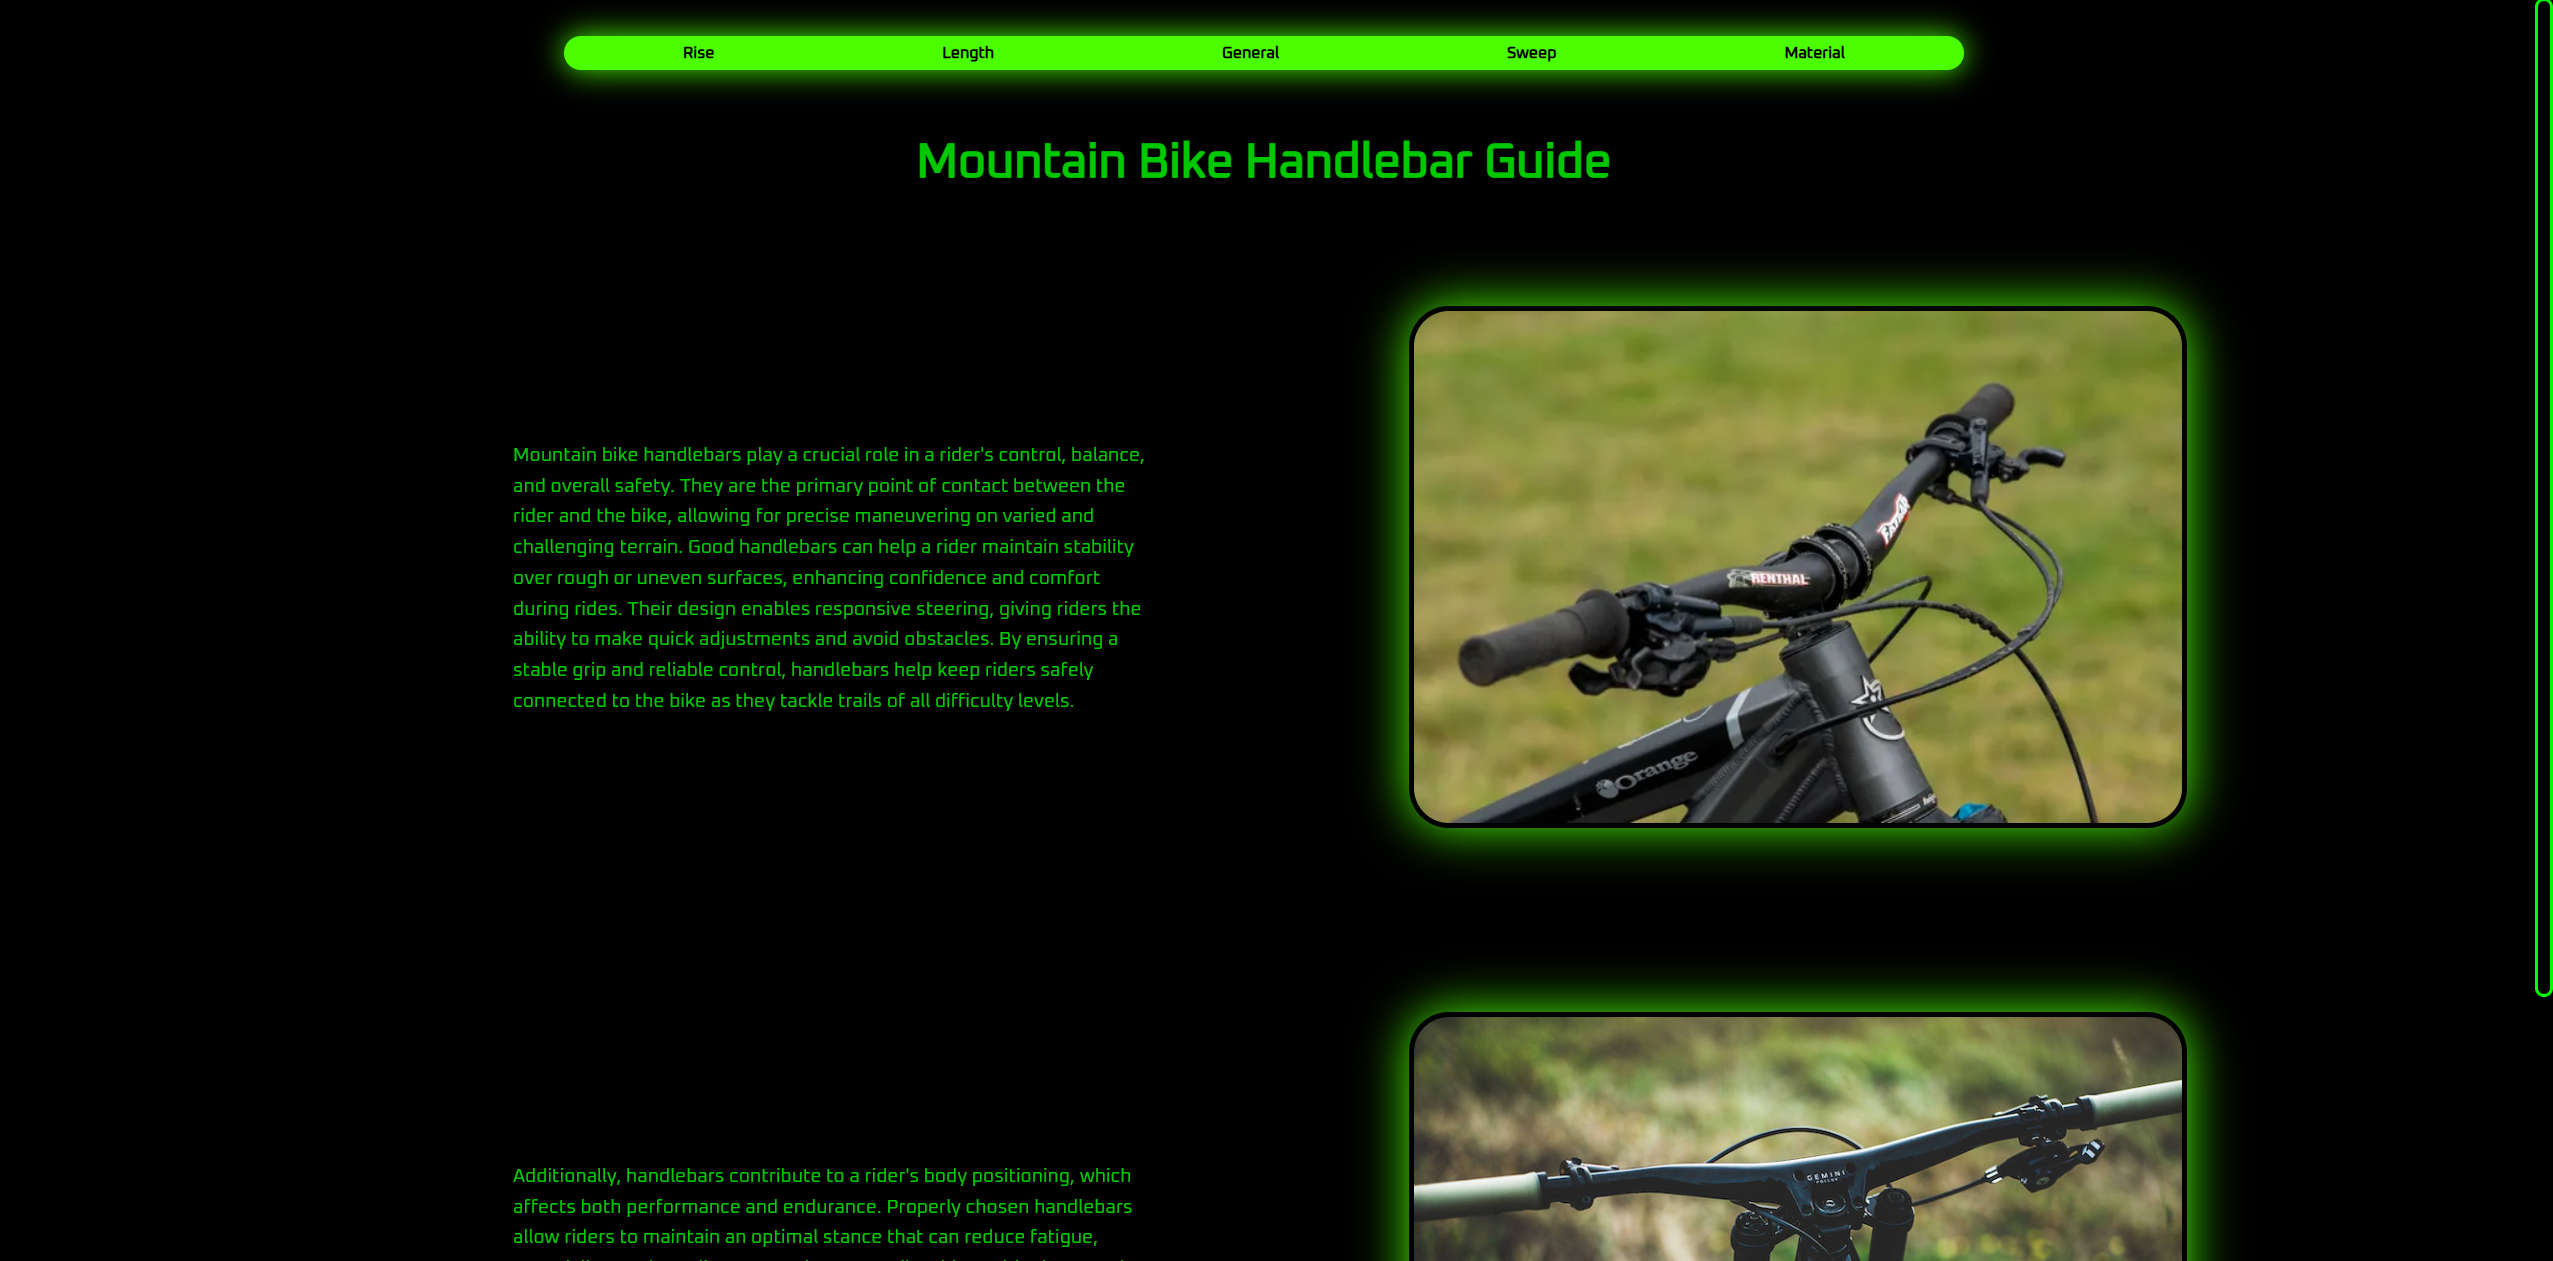 Rise Length General Sweep Material
Mountain Bike Handlebar Guide
Mountain bike handlebars play a crucial role in a rider's control, balance,
and overall safety. They are the primary point of contact between the
rider and the bike, allowing for precise maneuvering on varied and
challenging terrain. Good handlebars can help a rider maintain stability
over rough or uneven surfaces, enhancing confidence and comfort
during rides. Their design enables responsive steering, giving riders the
ability to make quick adjustments and avoid obstacles. By ensuring a
stable grip and reliable control, handlebars help keep riders safely
connected to the bike as they tackle trails of all difficulty levels.
FATBAR
RENTHAL
Orange
Additionally, handlebars contribute to a rider's body positioning, which
affects both performance and endurance. Properly chosen handlebars
allow riders to maintain an optimal stance that can reduce fatigue,
GEMINI